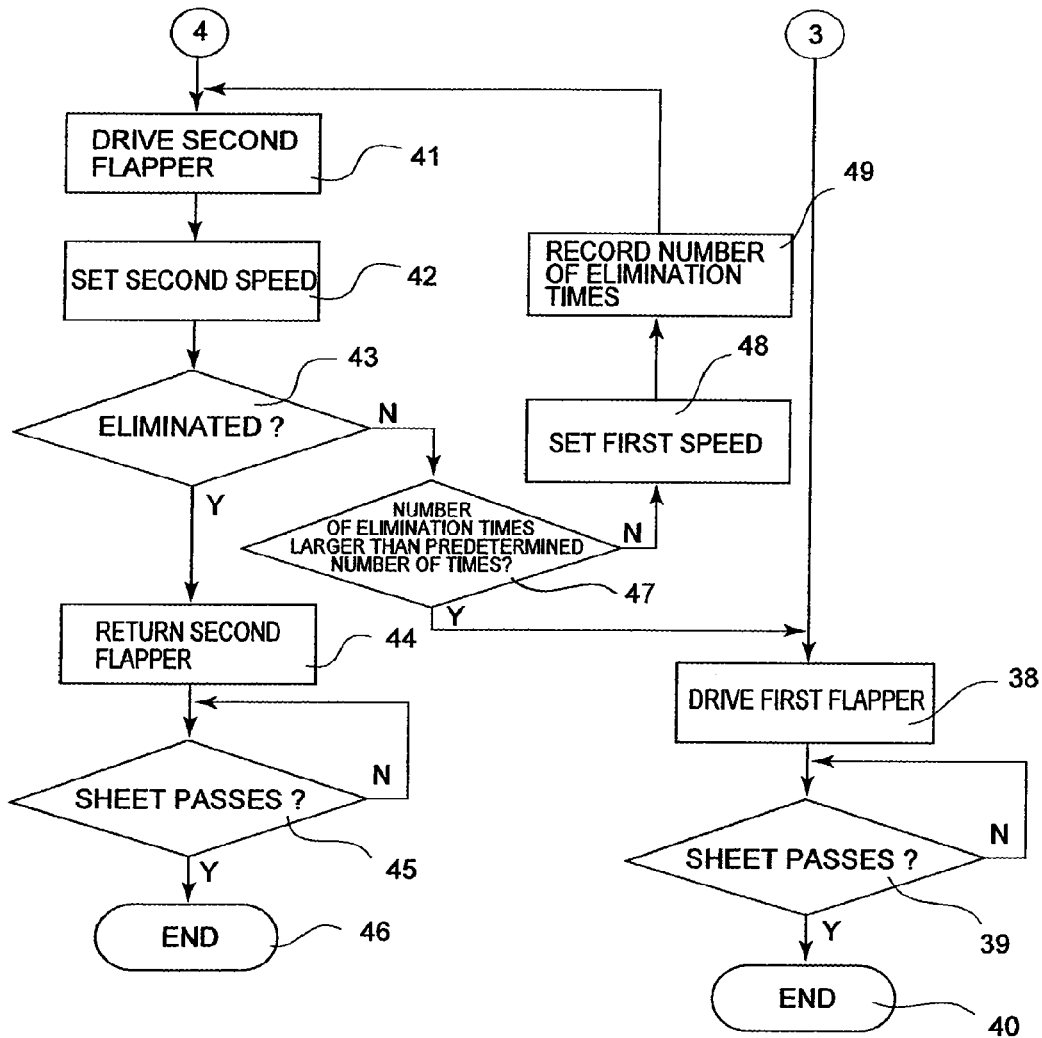 4
3
DRIVE SECOND
FLAPPER
41
49
RECORD NUMBER
OF ELIMINATION
TIMES
SET SECOND SPEED
42
48
43
ELIMINATED ?
N
SET FIRST SPEED
Y
NUMBER
OF ELIMINATION TIMES
LARGER THAN PREDETERMINED
NUMBER OF TIMES?
N
47
Y
RETURN SECOND
FLAPPER
44
DRIVE FIRST FLAPPER
38
SHEET PASSES ?
N
45
Y
SHEET PASSES ?
N
39
Y
END
46
END
40